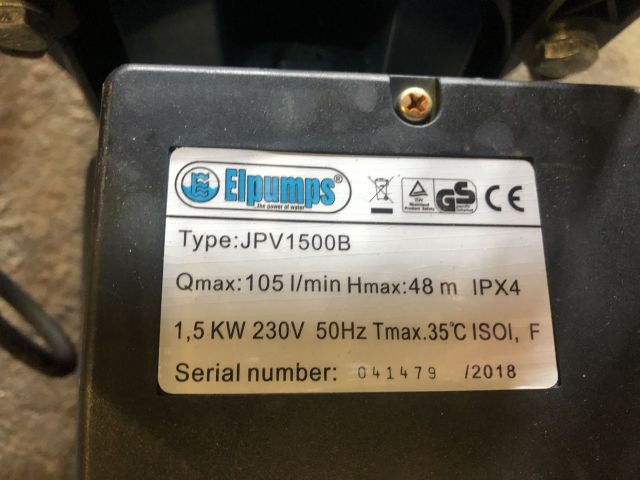 Elpumps®
...the power of water
Type:JPV1500B
Qmax:105 l/min Hmax:48 m IPX4
1,5 KW 230V 50Hz Tmax.35℃ ISOI, F
Serial number: 041479 /2018
GS
CE